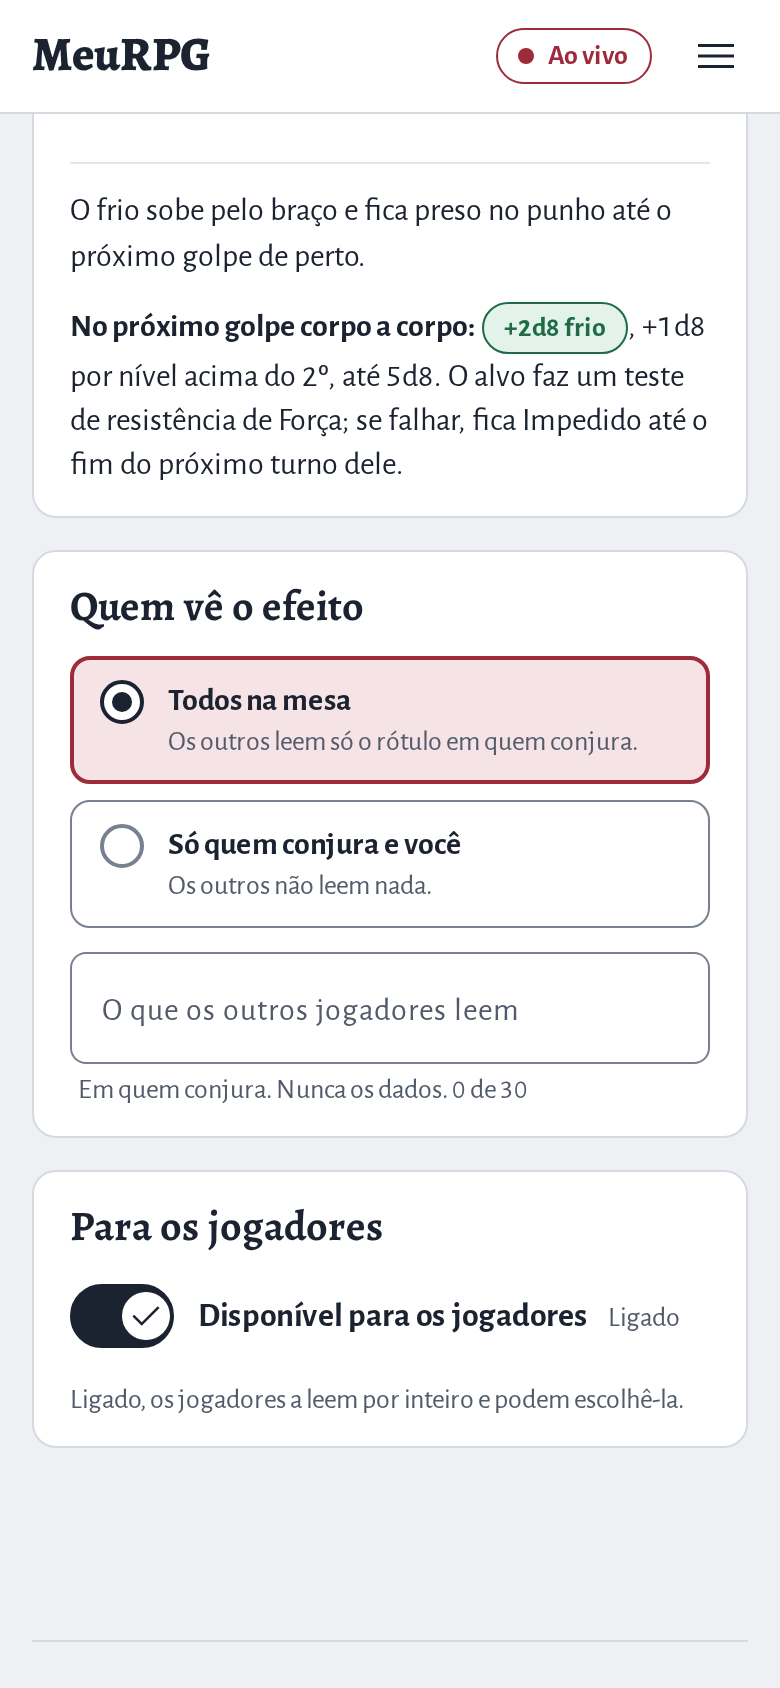 MeuRPG
Ao vivo
O frio sobe pelo braço e fica preso no punho até o
próximo golpe de perto.
No próximo golpe corpo a corpo: +2d8 frio, +1d8
por nível acima do 2º, até 5d8. O alvo faz um teste
de resistência de Força; se falhar, fica Impedido até o
fim do próximo turno dele.
Quem vê o efeito
Todos na mesa
Os outros leem só o rótulo em quem conjura.
Só quem conjura e você
Os outros não leem nada.
O que os outros jogadores leem
Em quem conjura. Nunca os dados. 0 de 30
Para os jogadores
Disponível para os jogadores Ligado
Ligado, os jogadores a leem por inteiro e podem escolhê-la.